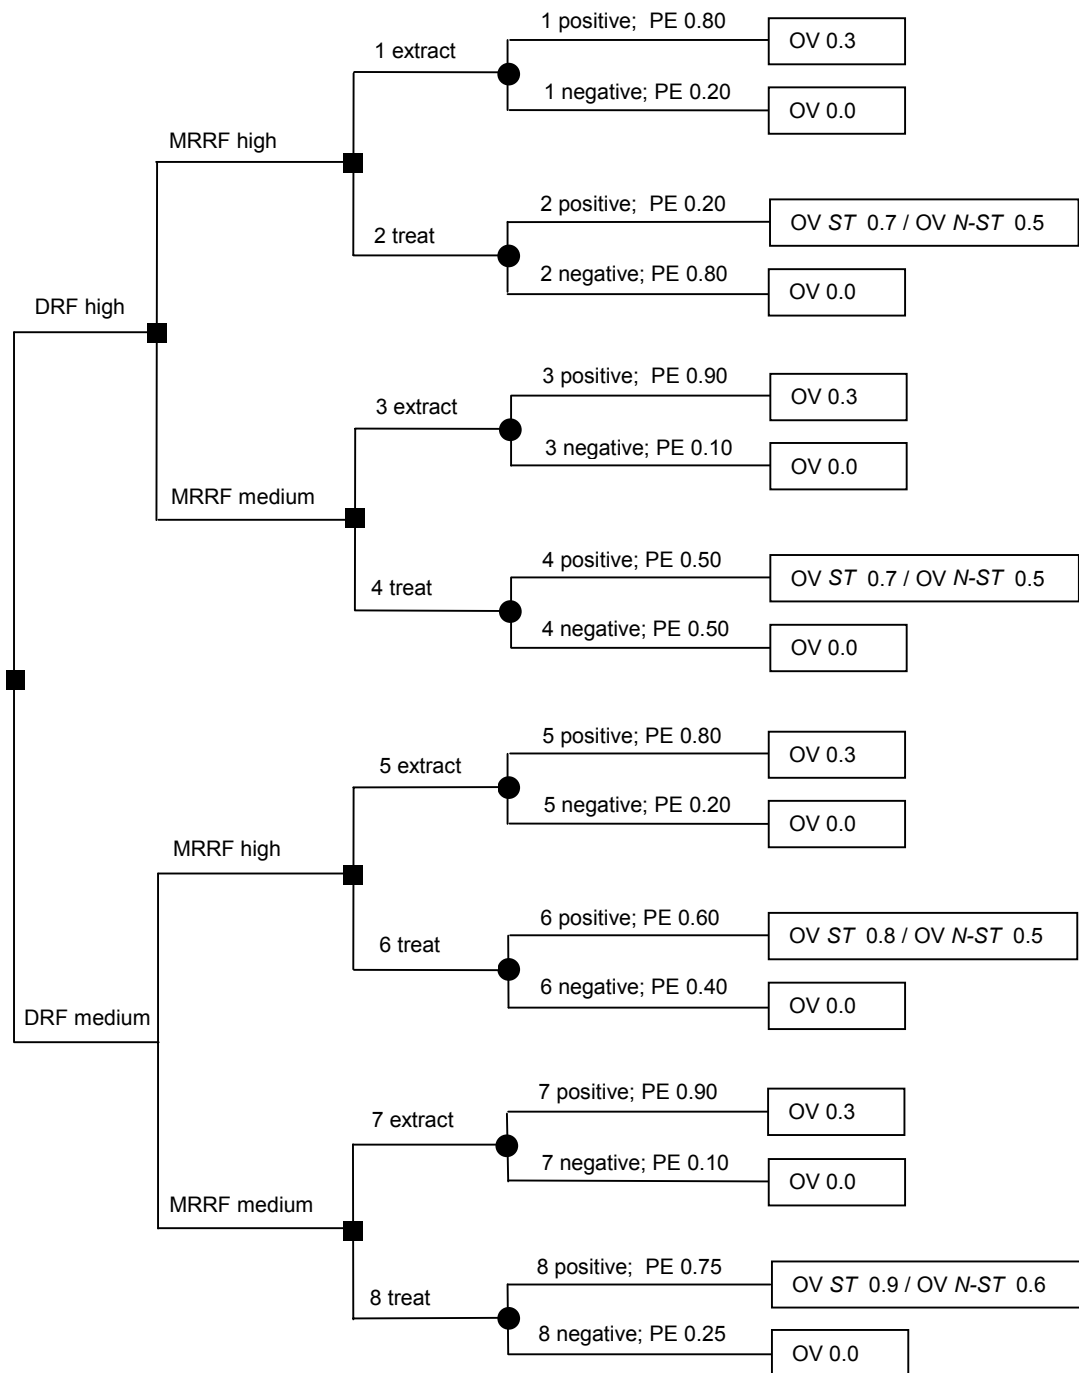 1 positive; PE 0.80
OV 0.3
1 extract
1 negative; PE 0.20
OV 0.0
MRRF high
2 positive; PE 0.20
OV ST 0.7 / OV N-ST 0.5
2 treat
2 negative; PE 0.80
OV 0.0
DRF high
3 positive; PE 0.90
OV 0.3
3 extract
3 negative; PE 0.10
OV 0.0
MRRF medium
4 positive; PE 0.50
OV ST 0.7 / OV N-ST 0.5
4 treat
4 negative; PE 0.50
OV 0.0
5 positive; PE 0.80
OV 0.3
5 extract
5 negative; PE 0.20
OV 0.0
MRRF high
6 positive; PE 0.60
OV ST 0.8 / OV N-ST 0.5
6 treat
6 negative; PE 0.40
OV 0.0
DRF medium
7 positive; PE 0.90
OV 0.3
7 extract
7 negative; PE 0.10
OV 0.0
MRRF medium
8 positive; PE 0.75
OV ST 0.9 / OV N-ST 0.6
8 treat
8 negative; PE 0.25
OV 0.0